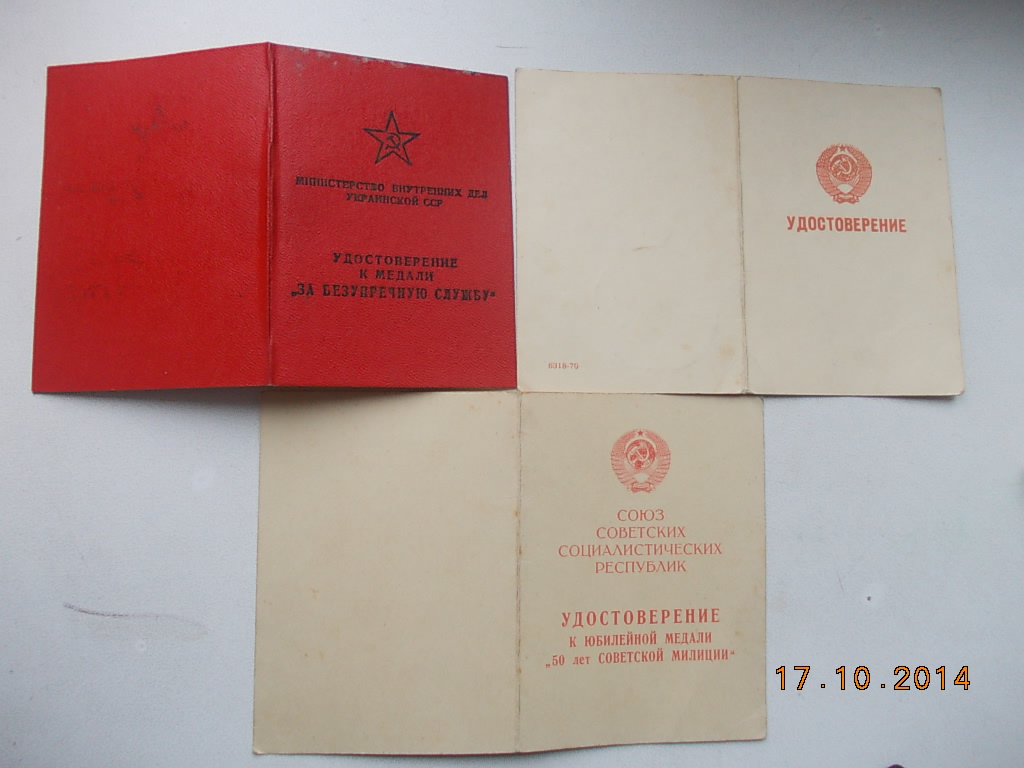 МИНИСТЕРСТВО ВНУТРЕННИХ ДЕЛ
УКРАИНСКОЙ ССР
УДОСТОВЕРЕНИЕ
К МЕДАЛИ
„ЗА БЕЗУПРЕЧНУЮ СЛУЖБУ"
УДОСТОВЕРЕНИЕ
6318-79
СОЮЗ
СОВЕТСКИХ
СОЦИАЛИСТИЧЕСКИХ
РЕСПУБЛИК
УДОСТОВЕРЕНИЕ
К ЮБИЛЕЙНОЙ МЕДАЛИ
„50 лет СОВЕТСКОЙ МИЛИЦИИ"
17.10.2014